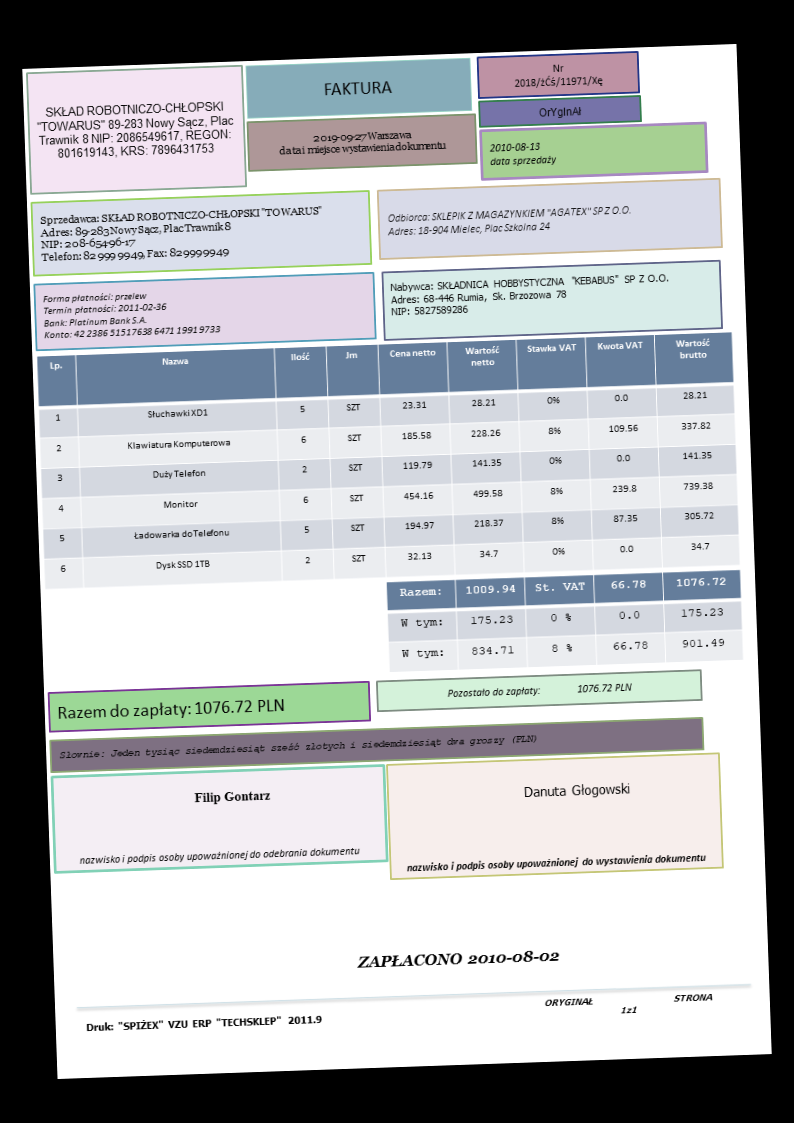 SKŁAD ROBOTNICZO-CHŁOPSKI
"TOWARUS" 89-283 Nowy Sącz, Plac
Trawnik 8 NIP: 2086549617, REGON:
801619143, KRS: 7896431753
FAKTURA
2019-09-27 Warszawa
data i miejsce wystawienia dokumentu
Nr
2018/żĆś/11971/Xę
OrYgInAł
2010-08-13
data sprzedaży
Sprzedawca: SKŁAD ROBOTNICZO-CHŁOPSKI "TOWARUS"
Adres: 89-283 Nowy Sącz, Plac Trawnik 8
NIP: 208-654-96-17
Telefon: 82 999 9949, Fax: 829999949
Odbiorca: SKLEPIK Z MAGAZYNKIEM "AGATEX" SP Z O.O.
Adres: 18-904 Mielec, Plac Szkolna 24
Forma płatności: przelew
Termin płatności: 2011-02-36
Bank: Platinum Bank S.A.
Konto: 42 2386 51517638 6471 19919733
Nabywca: SKŁADNICA HOBBYSTYCZNA "KEBABUS" SP Z O.O.
Adres: 68-446 Rumia, Sk. Brzozowa 78
NIP: 5827589286
Lp. Nazwa Ilość Jm Cena netto Wartość netto Stawka VAT Kwota VAT Wartość brutto
1 Słuchawki XD1 5 SZT 23.31 28.21 0% 0.0 28.21
2 Klawiatura Komputerowa 6 SZT 185.58 228.26 8% 109.56 337.82
3 Duży Telefon 2 SZT 119.79 141.35 0% 0.0 141.35
4 Monitor 6 SZT 454.16 499.58 8% 239.8 739.38
5 Ładowarka do Telefonu 5 SZT 194.97 218.37 8% 87.35 305.72
6 Dysk SSD 1TB 2 SZT 32.13 34.7 0% 0.0 34.7
Razem: 1009.94 St. VAT 66.78 1076.72
W tym: 175.23 0 % 0.0 175.23
W tym: 834.71 8 % 66.78 901.49
Razem do zapłaty: 1076.72 PLN
Pozostało do zapłaty: 1076.72 PLN
Slovnie: Jeden tysiąc siedemdziesiąt sześć zlotych i siedemdziesiąt dva groszy (PLN)
Filip Gontarz
nazwisko i podpis osoby upoważnionej do odebrania dokumentu
Danuta Głogowski
nazwisko i podpis osoby upoważnionej do wystawienia dokumentu
ZAPŁACONO 2010-08-02
Druk: "SPIŻEX" VZU ERP "TECHSKLEP" 2011.9
ORYGINAŁ
1 z 1
STRONA